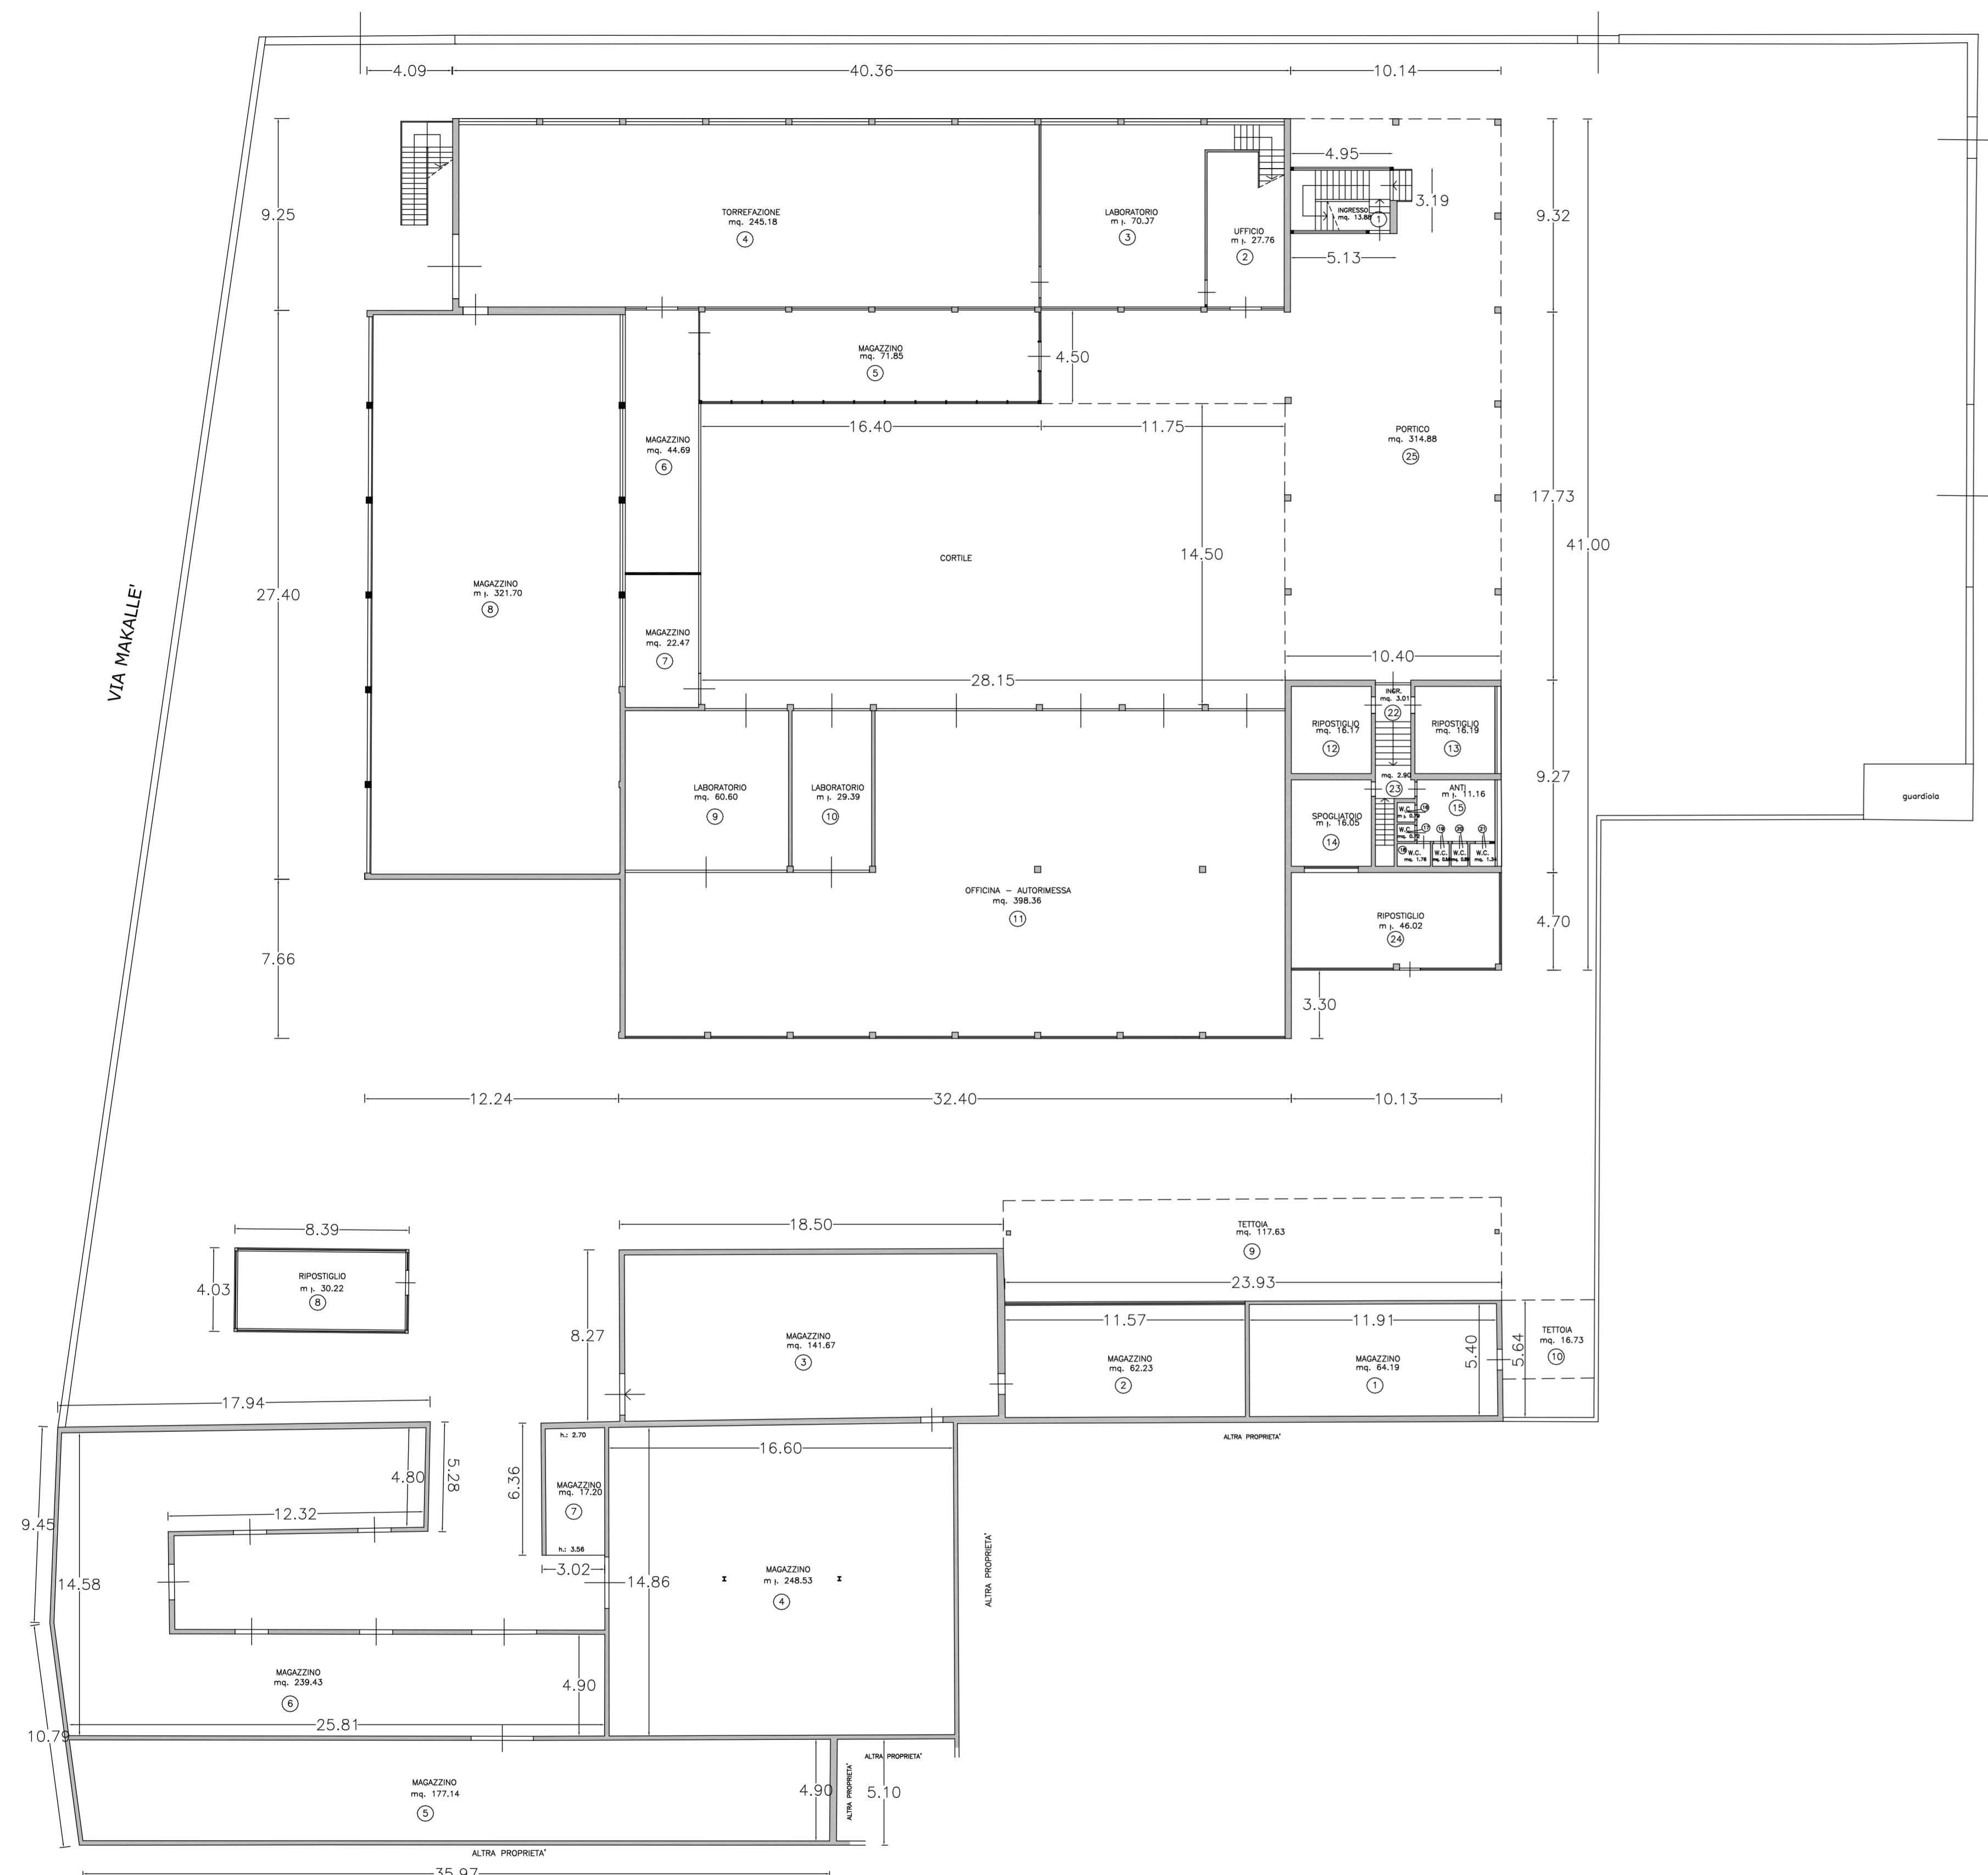 4.09
40.36
10.14
9.25
TORREFAZIONE
mq. 245.18
4
LABORATORIO
m q. 70.37
3
UFFICIO
m q. 27.76
2
4.95
INGRESSO
mq. 13.88
1
3.19
5.13
9.32
MAGAZZINO
mq. 71.85
5
4.50
16.40
11.75
MAGAZZINO
mq. 44.69
6
PORTICO
mq. 314.88
25
17.73
41.00
CORTILE
14.50
VIA MAKALLE'
27.40
MAGAZZINO
m q. 321.70
8
MAGAZZINO
mq. 22.47
7
28.15
10.40
INGR.
mq. 3.01
22
RIPOSTIGLIO
mq. 16.17
12
RIPOSTIGLIO
mq. 16.19
13
9.27
mq. 2.90
23
ANTI
m q. 11.16
15
LABORATORIO
mq. 60.60
9
LABORATORIO
m q. 29.39
10
SPOGLIATOIO
m q. 16.05
14
W.C.
16
W.C.
17
18
W.C.
mq. 1.78
19
W.C.
20
W.C.
21
W.C.
guardiola
OFFICINA – AUTORIMESSA
mq. 398.36
11
RIPOSTIGLIO
m q. 46.02
24
4.70
7.66
3.30
12.24
32.40
10.13
8.39
4.03
RIPOSTIGLIO
m q. 30.22
8
18.50
8.27
MAGAZZINO
mq. 141.67
3
TETTOIA
mq. 117.63
9
23.93
11.57
MAGAZZINO
mq. 62.23
2
11.91
MAGAZZINO
mq. 64.19
1
5.40
5.64
TETTOIA
mq. 16.73
10
ALTRA PROPRIETA'
17.94
4.80
5.28
12.32
9.45
14.58
6.39
h.: 2.70
MAGAZZINO
mq. 17.20
7
h.: 3.56
3.02
16.60
14.86
MAGAZZINO
m q. 248.53
4
ALTRA PROPRIETA'
MAGAZZINO
mq. 239.43
6
4.90
25.81
10.79
MAGAZZINO
mq. 177.14
5
4.90
ALTRA PROPRIETA'
ALTRA PROPRIETA'
5.10
ALTRA PROPRIETA'
35.97